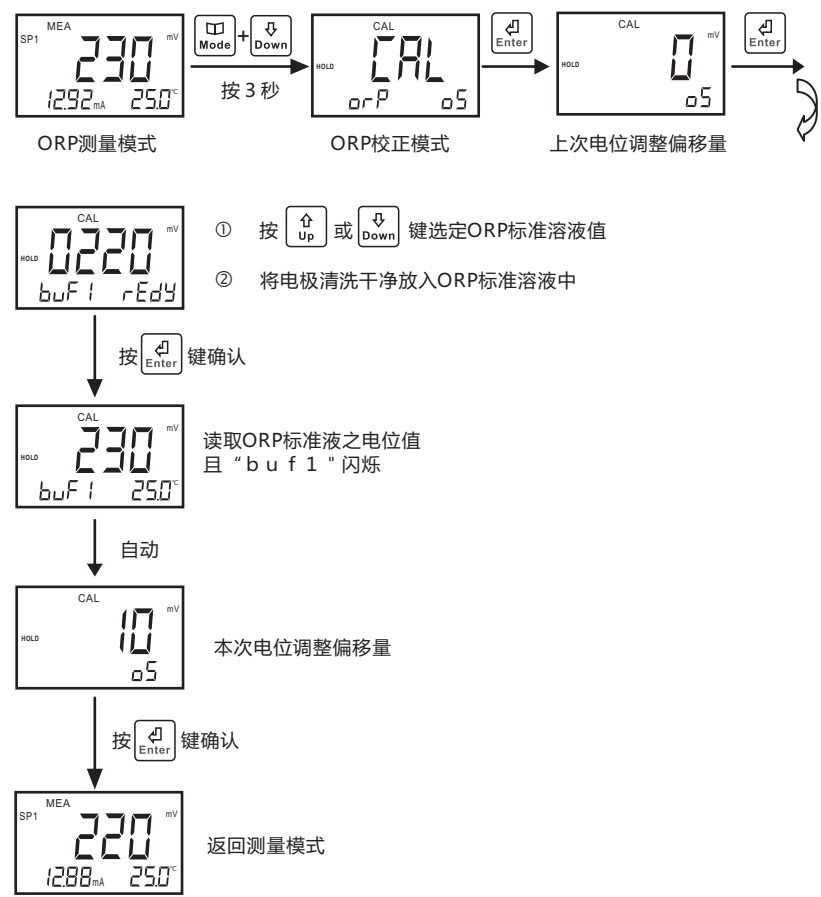 MEA
SP1 230 mV
12.92 mA 25.0℃
ORP测量模式
Mode + Down
按 3 秒
CAL
HOLD CAL
orP oS
ORP校正模式
Enter
CAL
HOLD 0 mV
oS
上次电位调整偏移量
Enter
CAL
HOLD 0220 mV
buF1 rEdy
① 按 Up 或 Down 键选定ORP标准溶液值
② 将电极清洗干净放入ORP标准溶液中
按 Enter 键确认
CAL
HOLD 230 mV
buF1 25.0℃
读取ORP标准液之电位值
且“buf1"闪烁
自动
CAL
HOLD 10 mV
oS
本次电位调整偏移量
按 Enter 键确认
MEA
SP1 220 mV
12.88 mA 25.0℃
返回测量模式